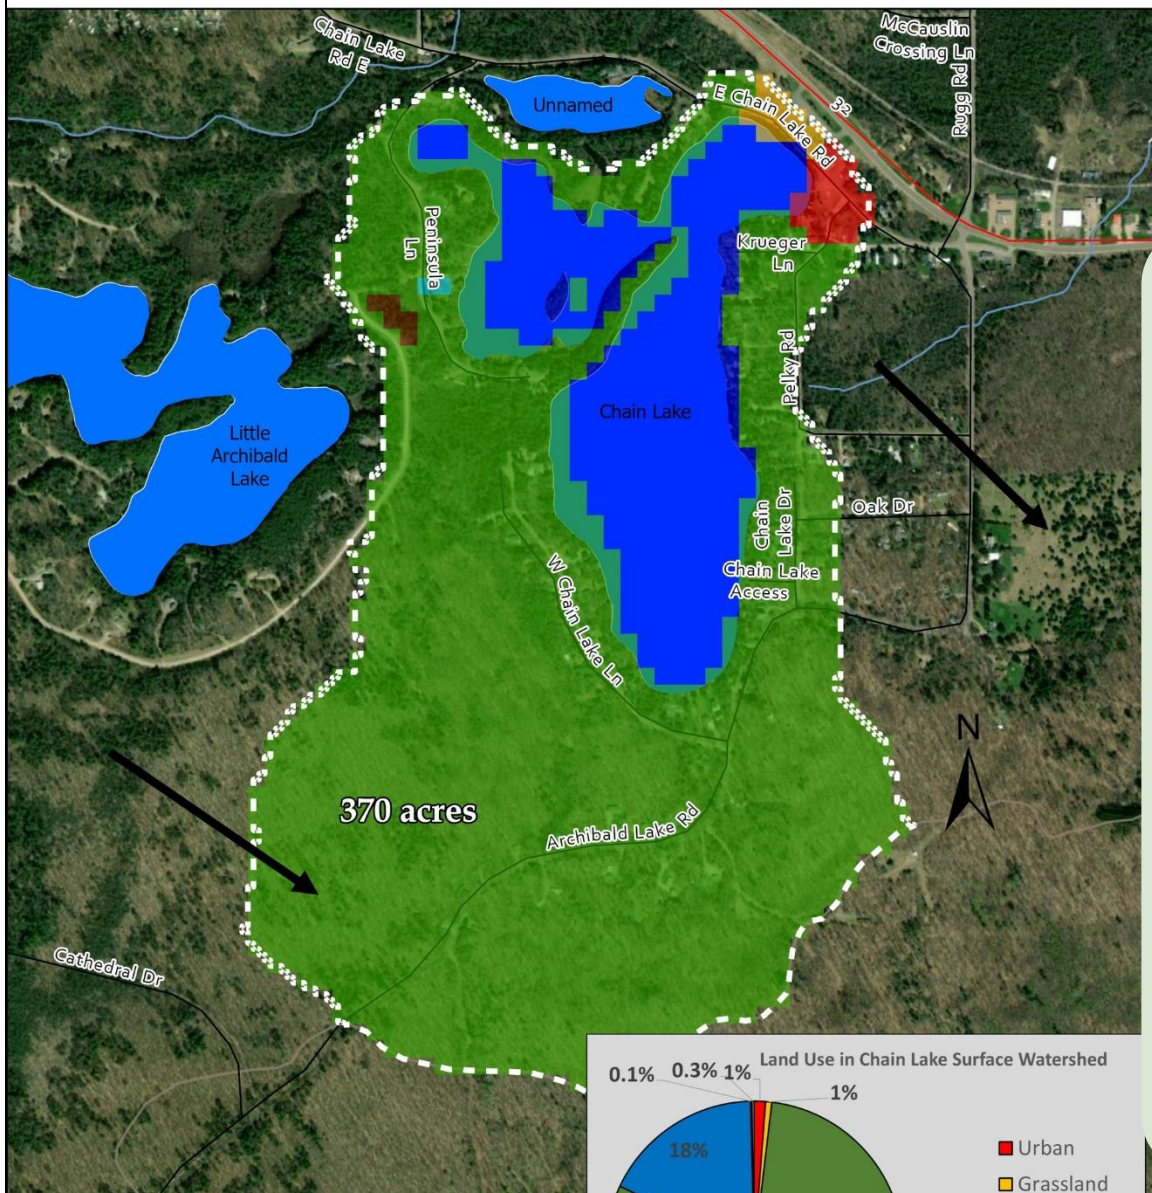 Chain Lake
Rd E
McCauslin
Crossing Ln
Rugg Rd Ln
Unnamed
32
E Chain Lake Rd
Peninsula
Ln
Krueger
Ln
Pelky Rd
Chain Lake
Little
Archibald
Lake
Oak Dr
Chain
Lake Dr
Chain Lake
Access
W Chain Lake Ln
N
370 acres
Archibald Lake Rd
Cathedral Dr
Land Use in Chain Lake Surface Watershed
0.1%
0.3%
1%
1%
18%
Urban
Grassland